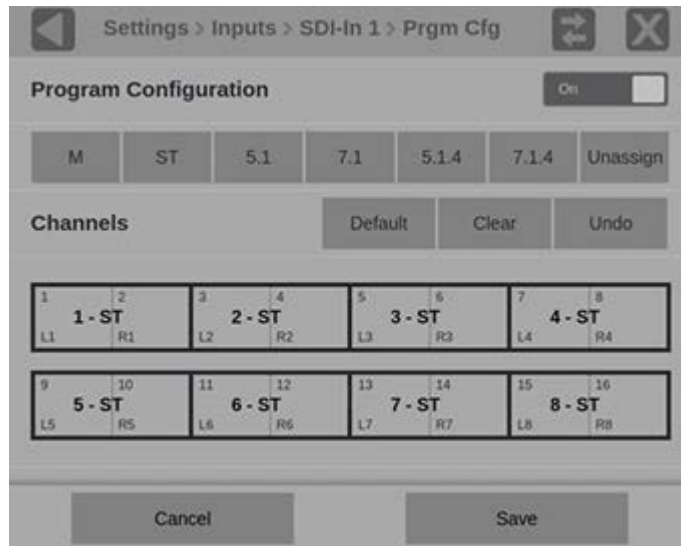 Settings > Inputs > SDI-In 1 > Prgm Cfg
Program Configuration On
M ST 5.1 7.1 5.1.4 7.1.4 Unassign
Channels Default Clear Undo
1 2 3 4 5 6 7 8
1 - ST 2 - ST 3 - ST 4 - ST
L1 R1 L2 R2 L3 R3 L4 R4
9 10 11 12 13 14 15 16
5 - ST 6 - ST 7 - ST 8 - ST
L5 R5 L6 R6 L7 R7 L8 R8
Cancel Save